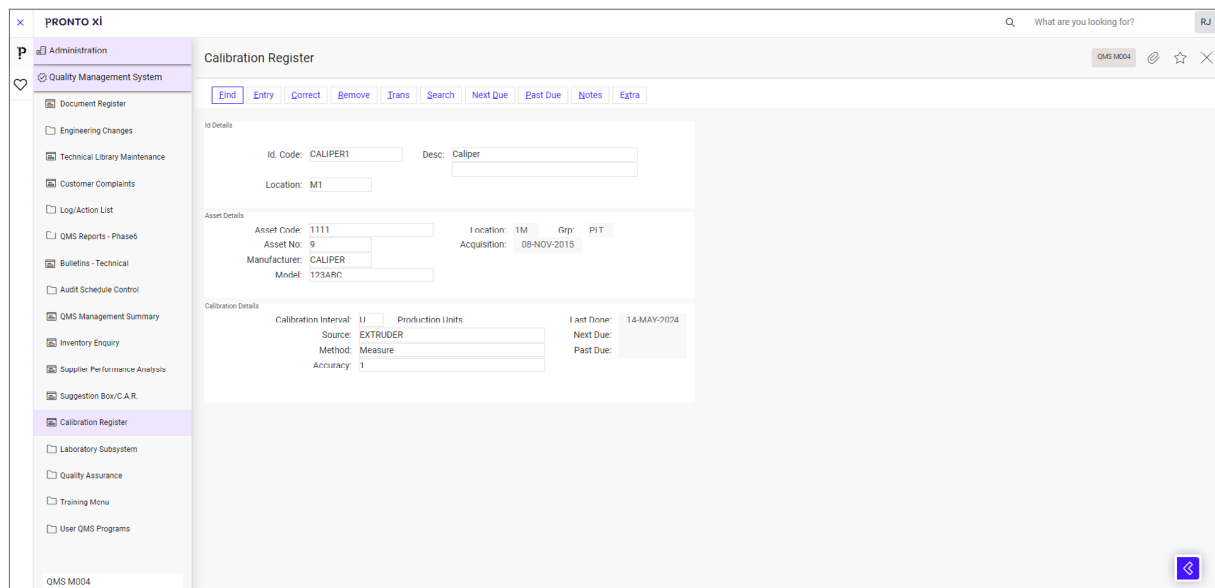 PRONTO Xi
What are you looking for?
RJ
P
Administration
Quality Management System
Document Register
Engineering Changes
Technical Library Maintenance
Customer Complaints
Log/Action List
QMS Reports - Phase6
Bulletins - Technical
Audit Schedule Control
QMS Management Summary
Inventory Enquiry
Supplier Performance Analysis
Suggestion Box/C.A.R.
Calibration Register
Laboratory Subsystem
Quality Assurance
Training Menu
User QMS Programs
QMS M004
Calibration Register
QMS M004
Find Entry Correct Remove Trans Search Next Due Past Due Notes Extra
Id Details
Id. Code: CALIPER1 Desc: Caliper
Location: M1
Asset Details
Asset Code: 1111 Location: 1M Grp: PLT
Asset No: 9 Acquisition: 08-NOV-2015
Manufacturer: CALIPER
Model: 123ABC
Calibration Details
Calibration Interval: U Production Units Last Done: 14-MAY-2024
Source: EXTRUDER Next Due:
Method: Measure Past Due:
Accuracy: 1